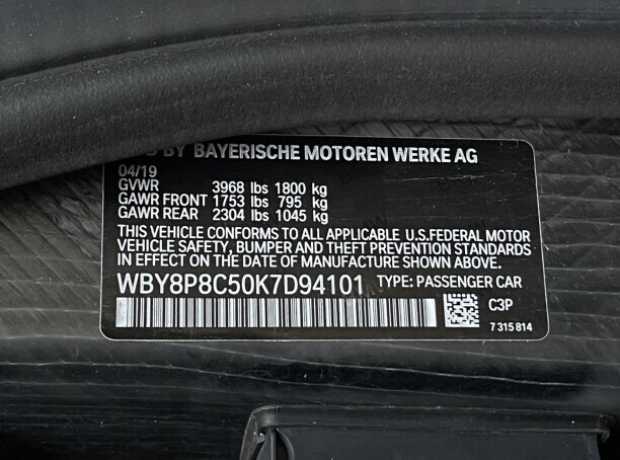 BY BAYERISCHE MOTOREN WERKE AG
04/19
GVWR 3968 lbs 1800 kg
GAWR FRONT 1753 lbs 795 kg
GAWR REAR 2304 lbs 1045 kg
THIS VEHICLE CONFORMS TO ALL APPLICABLE U.S.FEDERAL MOTOR
VEHICLE SAFETY, BUMPER AND THEFT PREVENTION STANDARDS
IN EFFECT ON THE DATE OF MANUFACTURE SHOWN ABOVE.
WBY8P8C50K7D94101 TYPE: PASSENGER CAR
C3P
7 315 814